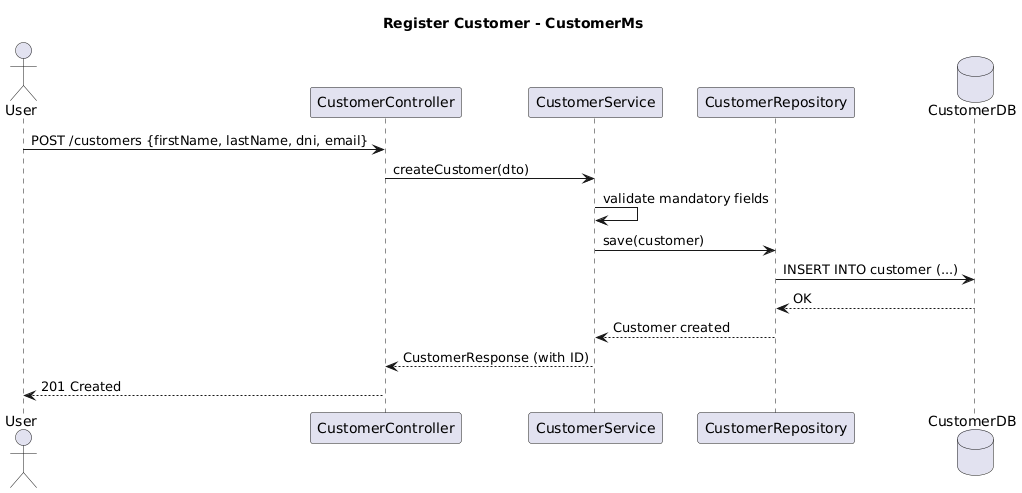 Register Customer - CustomerMs
User
CustomerController
CustomerService
CustomerRepository
CustomerDB
POST /customers {firstName, lastName, dni, email}
createCustomer(dto)
validate mandatory fields
save(customer)
INSERT INTO customer (...)
OK
Customer created
CustomerResponse (with ID)
201 Created
User
CustomerController
CustomerService
CustomerRepository
CustomerDB